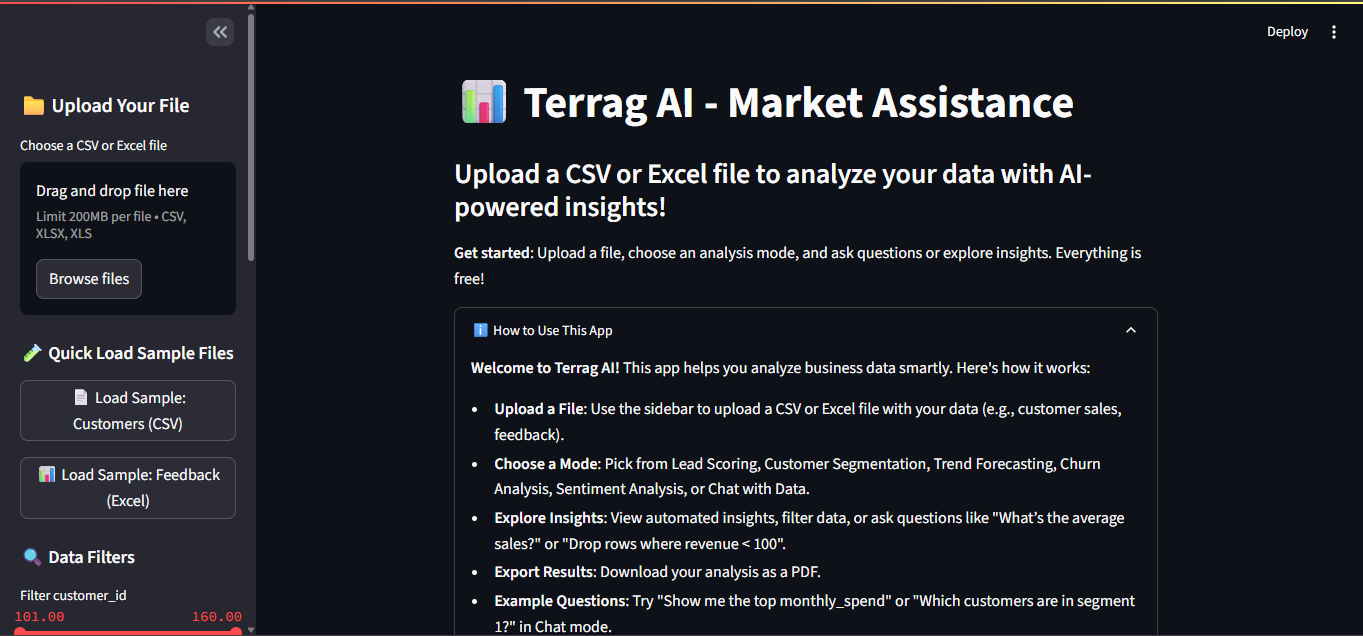 Deploy
Upload Your File
Choose a CSV or Excel file
Drag and drop file here
Limit 200MB per file • CSV,
XLSX, XLS
Browse files
Quick Load Sample Files
Load Sample:
Customers (CSV)
Load Sample: Feedback
(Excel)
Data Filters
Filter customer_id
101.00 160.00
Terrag AI - Market Assistance
Upload a CSV or Excel file to analyze your data with AI-
powered insights!
Get started: Upload a file, choose an analysis mode, and ask questions or explore insights. Everything is
free!
How to Use This App
Welcome to Terrag AI! This app helps you analyze business data smartly. Here's how it works:
• Upload a File: Use the sidebar to upload a CSV or Excel file with your data (e.g., customer sales,
feedback).
• Choose a Mode: Pick from Lead Scoring, Customer Segmentation, Trend Forecasting, Churn
Analysis, Sentiment Analysis, or Chat with Data.
• Explore Insights: View automated insights, filter data, or ask questions like "What’s the average
sales?" or "Drop rows where revenue < 100".
• Export Results: Download your analysis as a PDF.
• Example Questions: Try "Show me the top monthly_spend" or "Which customers are in segment
1?" in Chat mode.